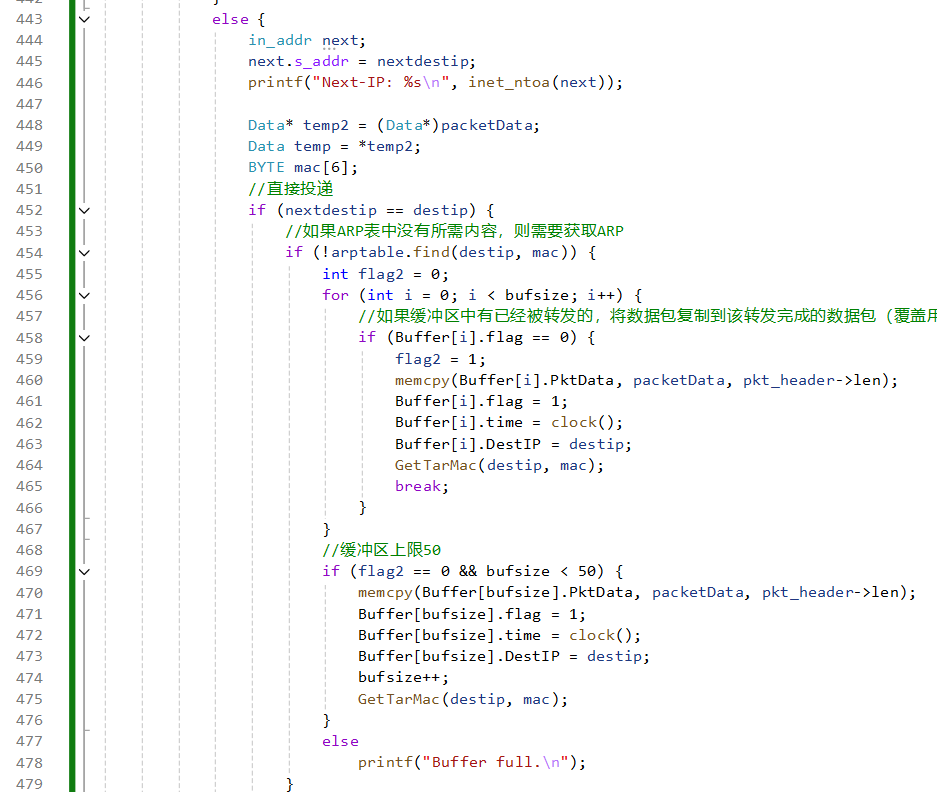 442 }
443 else {
444 in_addr next;
445 next.s_addr = nextdestip;
446 printf("Next-IP: %s\n", inet_ntoa(next));
447
448 Data* temp2 = (Data*)packetData;
449 Data temp = *temp2;
450 BYTE mac[6];
451 //直接投递
452 if (nextdestip == destip) {
453 //如果ARP表中没有所需内容，则需要获取ARP
454 if (!arptable.find(destip, mac)) {
455 int flag2 = 0;
456 for (int i = 0; i < bufsize; i++) {
457 //如果缓冲区中有已经被转发的，将数据包复制到该转发完成的数据包（覆盖用
458 if (Buffer[i].flag == 0) {
459 flag2 = 1;
460 memcpy(Buffer[i].PktData, packetData, pkt_header->len);
461 Buffer[i].flag = 1;
462 Buffer[i].time = clock();
463 Buffer[i].DestIP = destip;
464 GetTarMac(destip, mac);
465 break;
466 }
467 }
468 //缓冲区上限50
469 if (flag2 == 0 && bufsize < 50) {
470 memcpy(Buffer[bufsize].PktData, packetData, pkt_header->len);
471 Buffer[bufsize].flag = 1;
472 Buffer[bufsize].time = clock();
473 Buffer[bufsize].DestIP = destip;
474 bufsize++;
475 GetTarMac(destip, mac);
476 }
477 else
478 printf("Buffer full.\n");
479 }